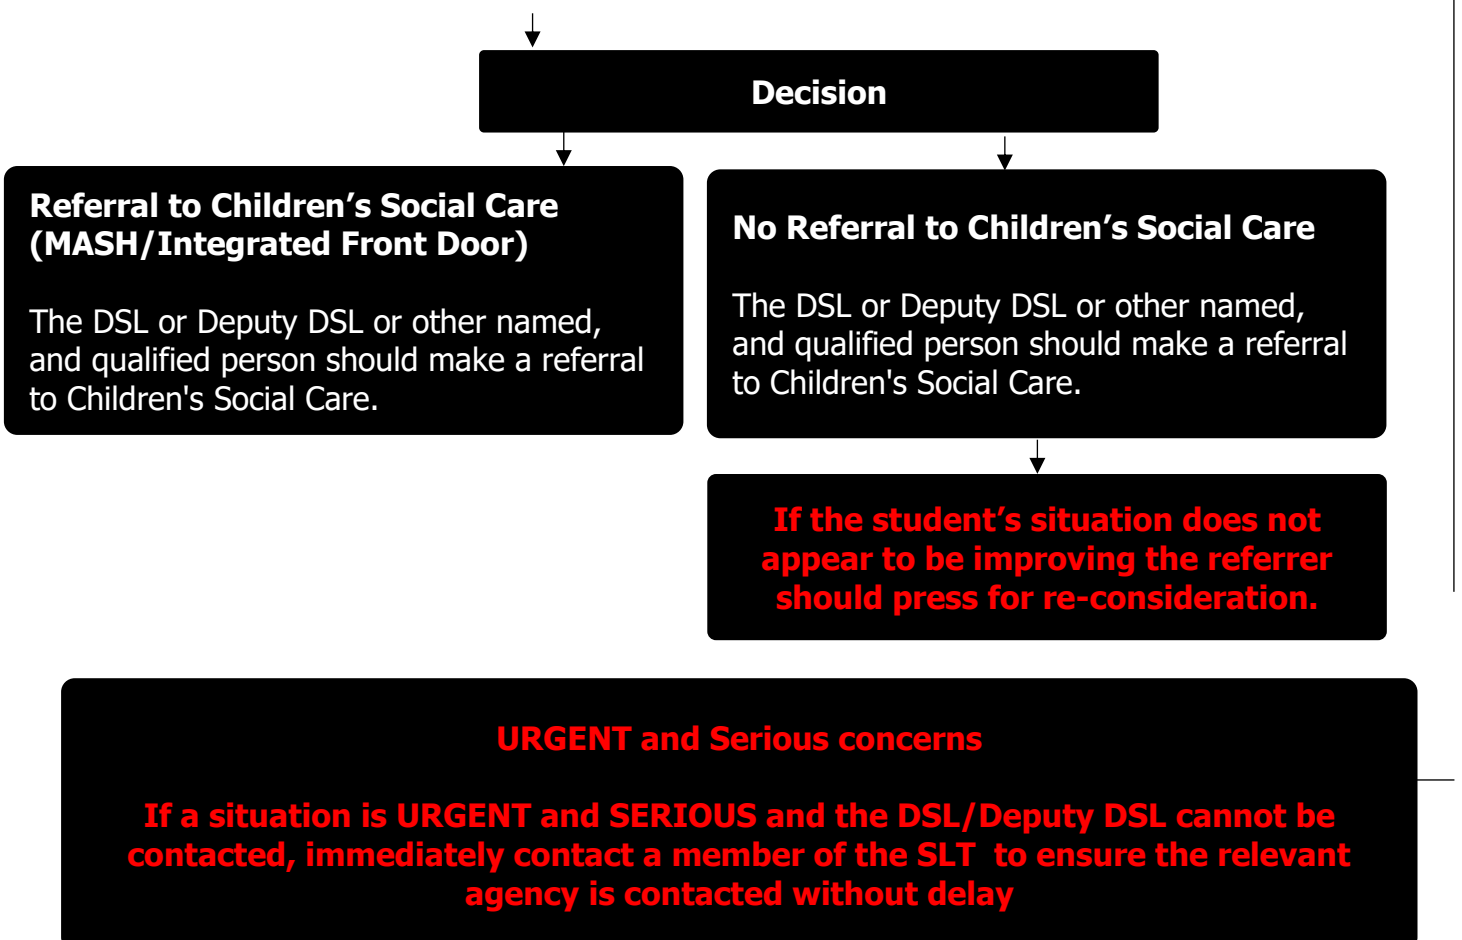 Decision
Referral to Children’s Social Care
(MASH/Integrated Front Door)
The DSL or Deputy DSL or other named,
and qualified person should make a referral
to Children's Social Care.
No Referral to Children’s Social Care
The DSL or Deputy DSL or other named,
and qualified person should make a referral
to Children's Social Care.
If the student’s situation does not
appear to be improving the referrer
should press for re-consideration.
URGENT and Serious concerns
If a situation is URGENT and SERIOUS and the DSL/Deputy DSL cannot be
contacted, immediately contact a member of the SLT to ensure the relevant
agency is contacted without delay